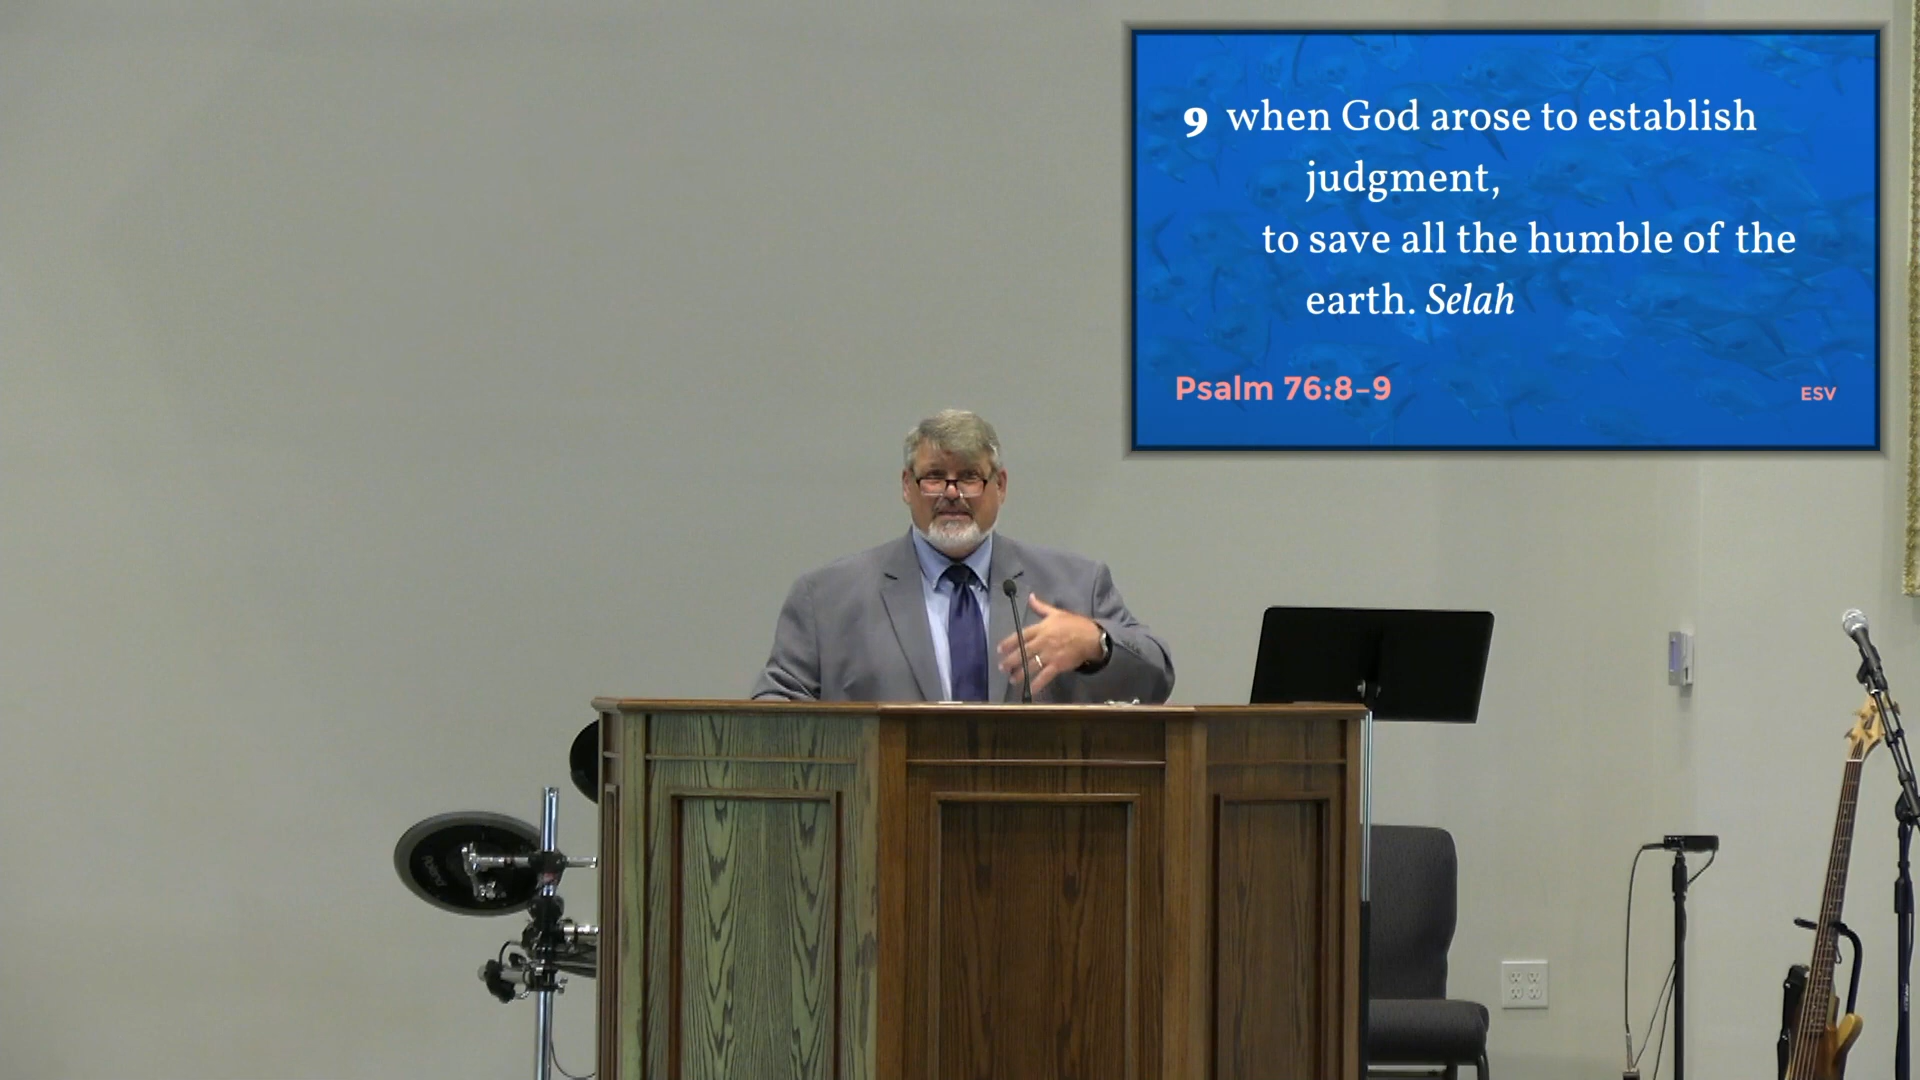 9 when God arose to establish
judgment,
to save all the humble of the
earth. Selah
Psalm 76:8–9
ESV
Roland